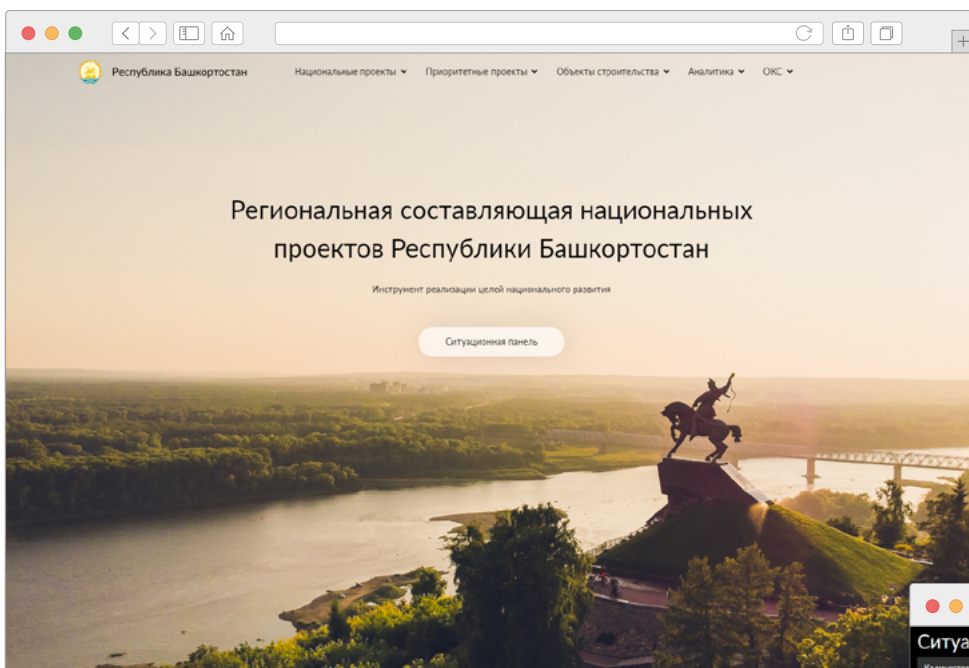 Республика Башкортостан
Национальные проекты
Приоритетные проекты
Объекты строительства
Аналитика
ОКС
Региональная составляющая национальных
проектов Республики Башкортостан
Инструмент реализации целей национального развития
Ситуационная панель